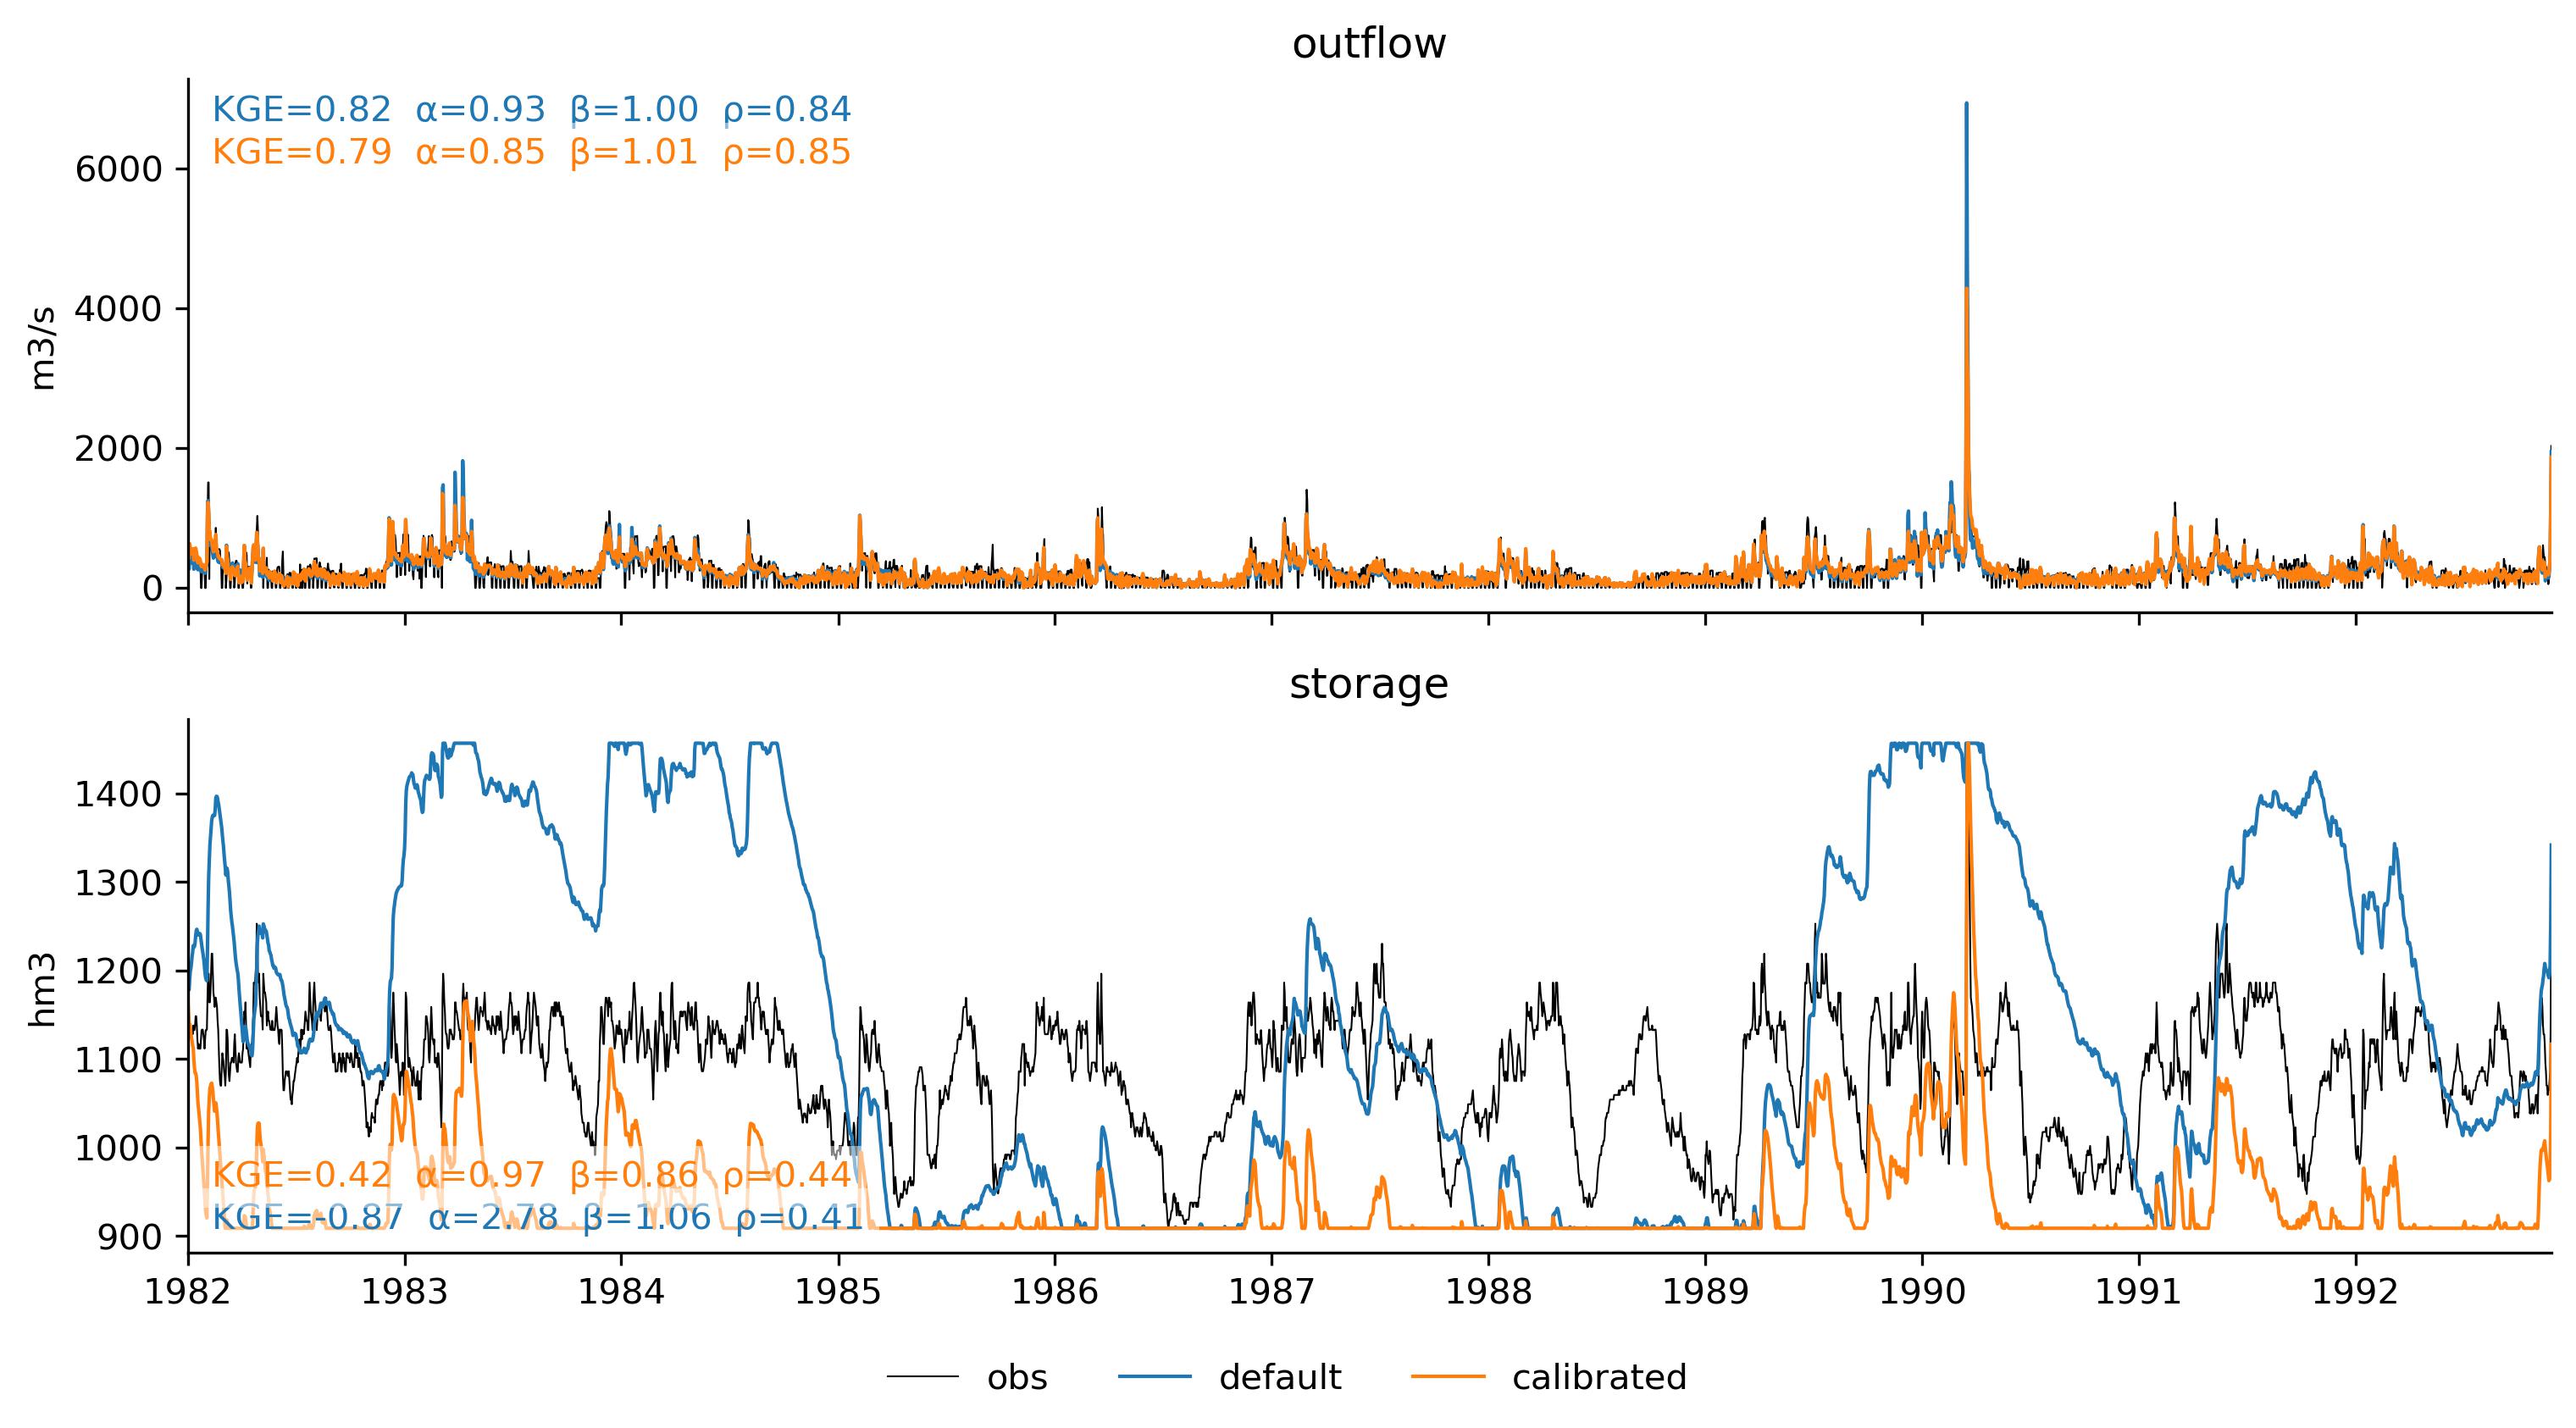 outflow
KGE=0.82 α=0.93 β=1.00 ρ=0.84
KGE=0.79 α=0.85 β=1.01 ρ=0.85
6000
4000
2000
0
m3/s
storage
1400
1300
1200
1100
1000
900
hm3
KGE=0.42 α=0.97 β=0.86 ρ=0.44
KGE=-0.87 α=2.78 β=1.06 ρ=0.41
1982 1983 1984 1985 1986 1987 1988 1989 1990 1991 1992
obs default calibrated